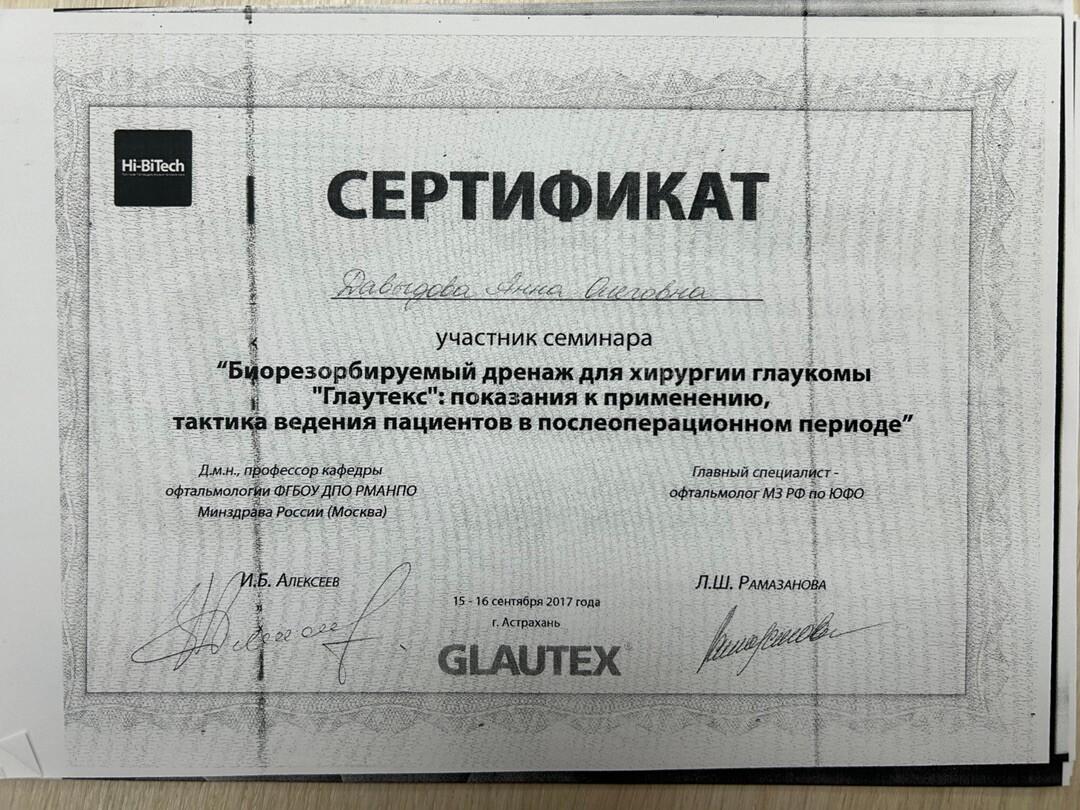 Hi-BiTech
СЕРТИФИКАТ
Давыдова Анна Олеговна
участник семинара
“Биорезорбируемый дренаж для хирургии глаукомы
"Глаутекс": показания к применению,
тактика ведения пациентов в послеоперационном периоде”
Д.м.н., профессор кафедры
офтальмологии ФГБОУ ДПО РМАНПО
Минздрава России (Москва)
Главный специалист -
офтальмолог МЗ РФ по ЮФО
И.Б. Алексеев
Л.Ш. Рамазанова
15 - 16 сентября 2017 года
г. Астрахань
GLAUTEX